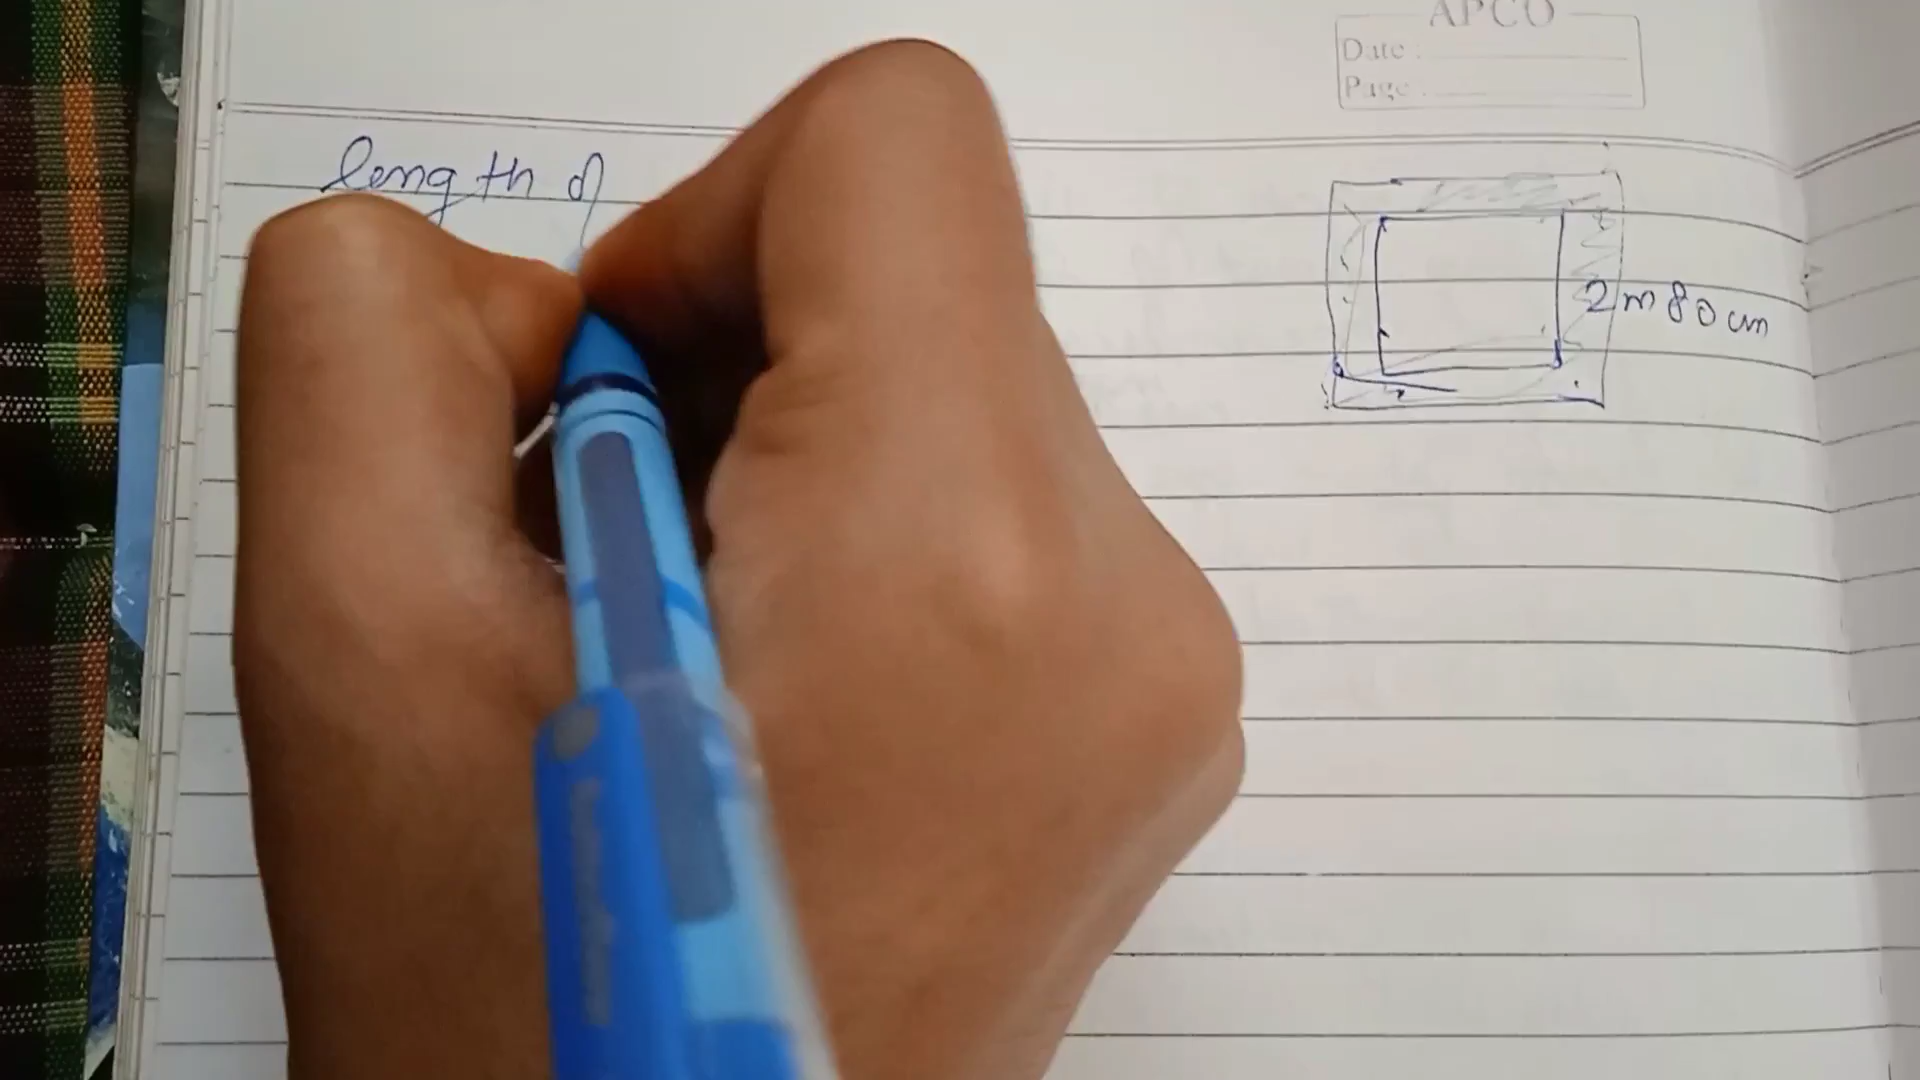 APCO
Date :
Page :
length of
2m 80 cm